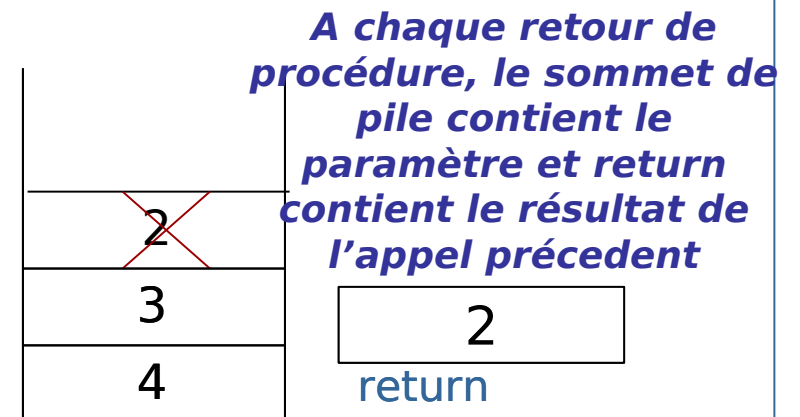 A chaque retour de
procédure, le sommet de
pile contient le
paramètre et return
contient le résultat de
l’appel précedent
2
3
4
2
return